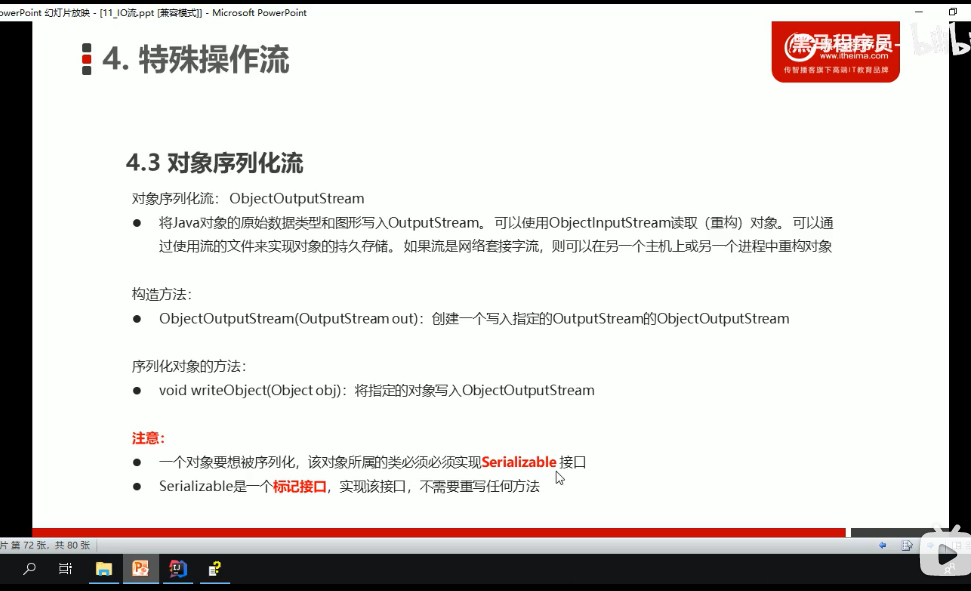 owerPoint 幻灯片放映 - [11_IO流.ppt [兼容模式]] - Microsoft PowerPoint
4. 特殊操作流
黑马程序员
www.itheima.com
传智播客旗下高端IT教育品牌
4.3 对象序列化流
对象序列化流： ObjectOutputStream
● 将Java对象的原始数据类型和图形写入OutputStream。 可以使用ObjectInputStream读取（重构）对象。 可以通
过使用流的文件来实现对象的持久存储。 如果流是网络套接字流，则可以在另一个主机上或另一个进程中重构对象
构造方法：
● ObjectOutputStream(OutputStream out)：创建一个写入指定的OutputStream的ObjectOutputStream
序列化对象的方法：
● void writeObject(Object obj)：将指定的对象写入ObjectOutputStream
注意：
● 一个对象要想被序列化，该对象所属的类必须必须实现Serializable 接口
● Serializable是一个标记接口，实现该接口，不需要重写任何方法
片 第 72 张，共 80 张